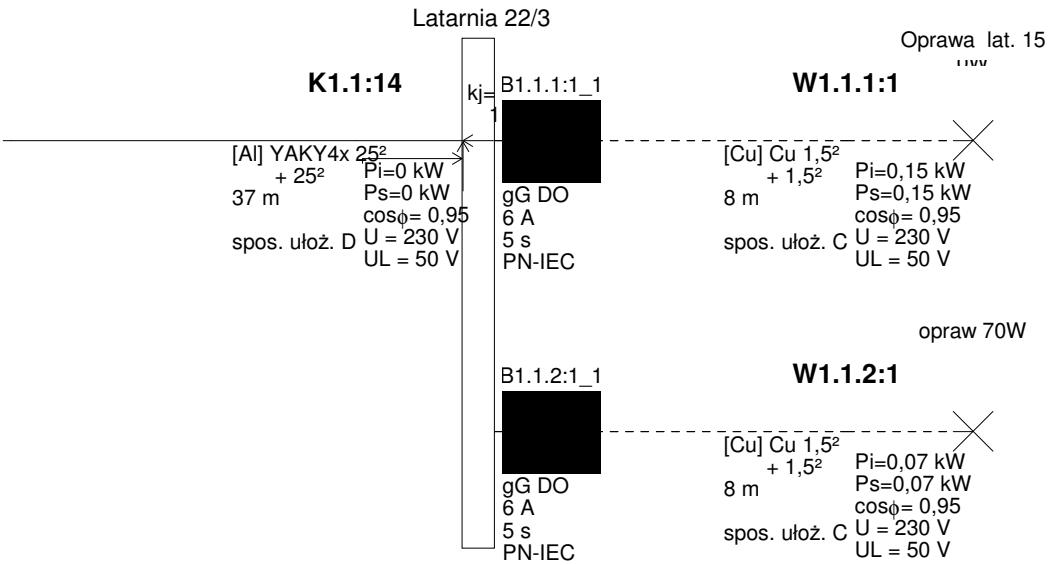 Latarnia 22/3
Oprawa lat. 15
K1.1:14
kj=
1
B1.1.1:1_1
W1.1.1:1
[Al] YAKY4x 25²
+ 25²
37 m
spos. ułoż. D
Pi=0 kW
Ps=0 kW
cosϕ= 0,95
U = 230 V
UL = 50 V
gG DO
6 A
5 s
PN-IEC
[Cu] Cu 1,5²
+ 1,5²
8 m
spos. ułoż. C
Pi=0,15 kW
Ps=0,15 kW
cosϕ= 0,95
U = 230 V
UL = 50 V
opraw 70W
B1.1.2:1_1
W1.1.2:1
gG DO
6 A
5 s
PN-IEC
[Cu] Cu 1,5²
+ 1,5²
8 m
spos. ułoż. C
Pi=0,07 kW
Ps=0,07 kW
cosϕ= 0,95
U = 230 V
UL = 50 V